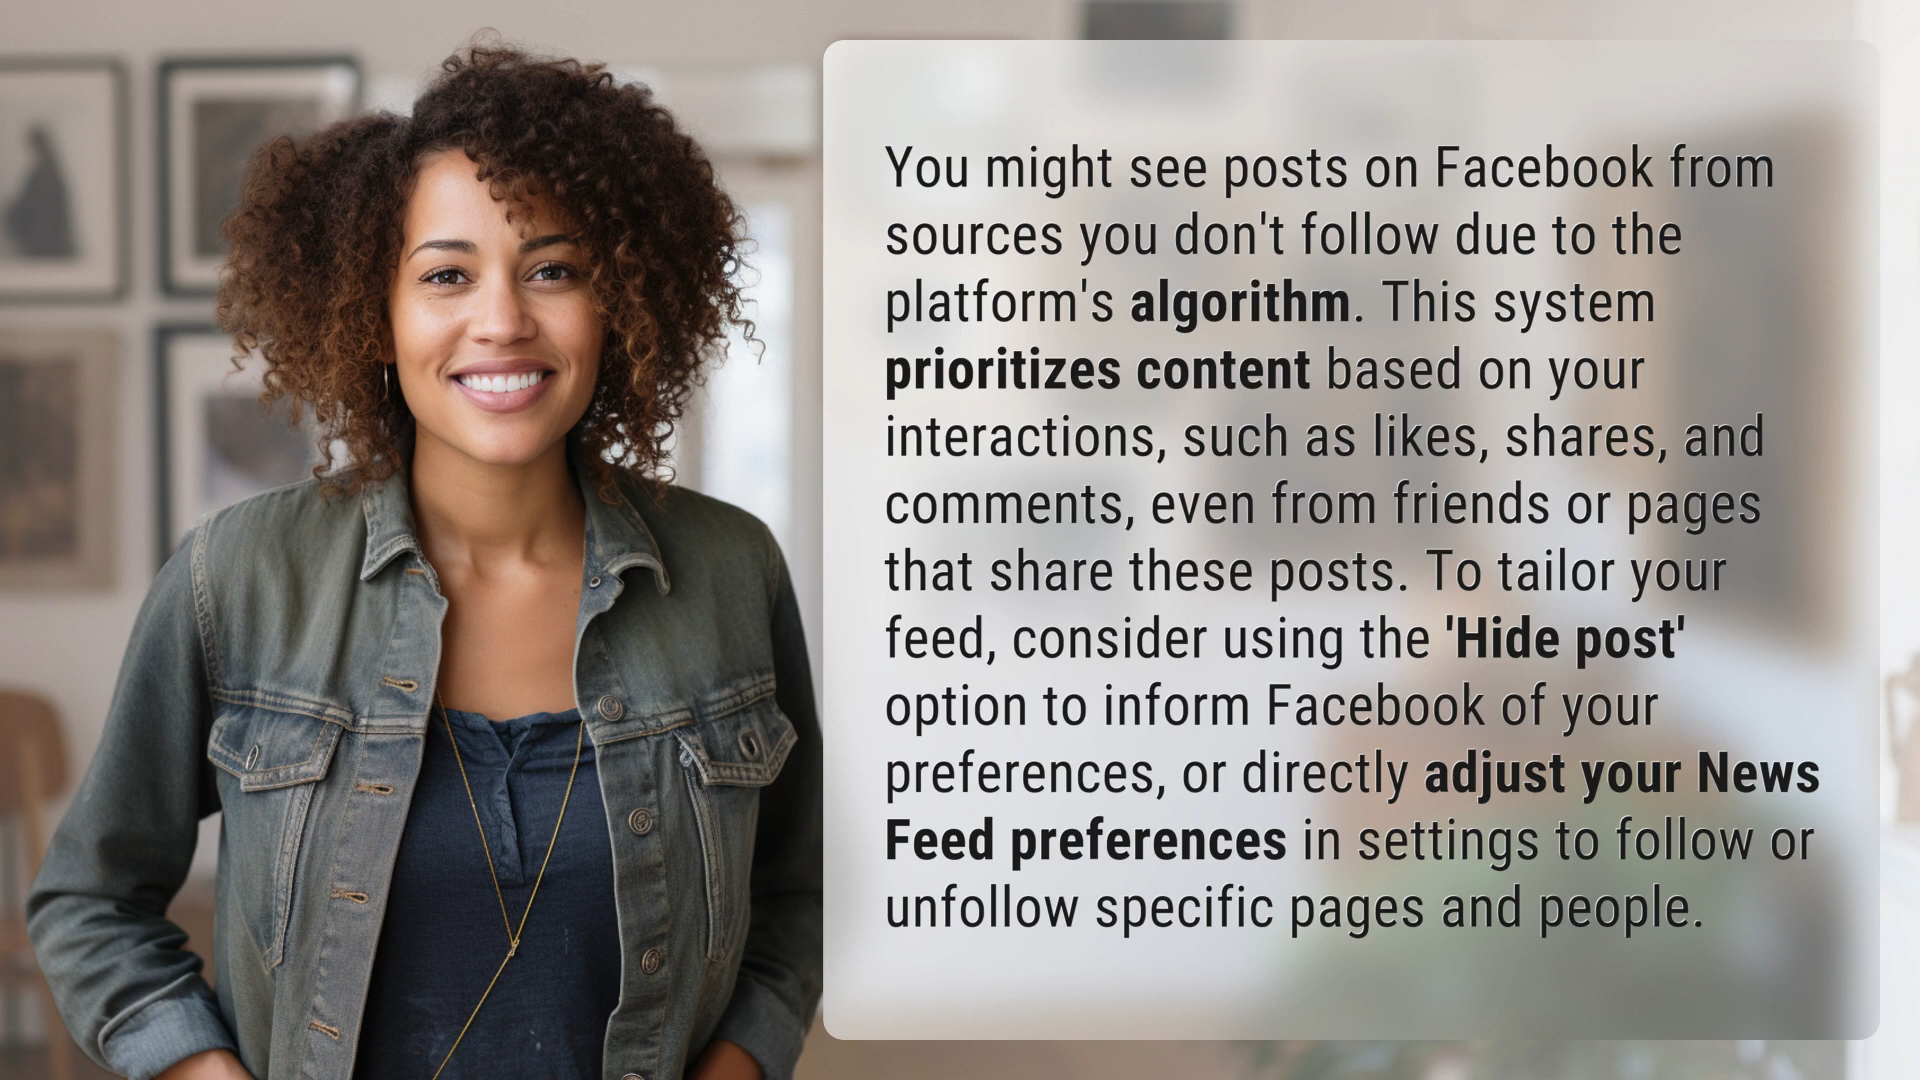 You might see posts on Facebook from
sources you don't follow due to the
platform's algorithm. This system
prioritizes content based on your
interactions, such as likes, shares, and
comments, even from friends or pages
that share these posts. To tailor your
feed, consider using the 'Hide post'
option to inform Facebook of your
preferences, or directly adjust your News
Feed preferences in settings to follow or
unfollow specific pages and people.